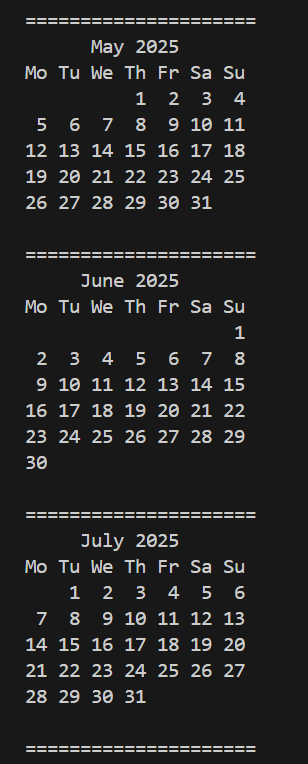 =====================
      May 2025
Mo Tu We Th Fr Sa Su
          1  2  3  4
 5  6  7  8  9 10 11
12 13 14 15 16 17 18
19 20 21 22 23 24 25
26 27 28 29 30 31

=====================
     June 2025
Mo Tu We Th Fr Sa Su
                   1
 2  3  4  5  6  7  8
 9 10 11 12 13 14 15
16 17 18 19 20 21 22
23 24 25 26 27 28 29
30

=====================
     July 2025
Mo Tu We Th Fr Sa Su
    1  2  3  4  5  6
 7  8  9 10 11 12 13
14 15 16 17 18 19 20
21 22 23 24 25 26 27
28 29 30 31

=====================